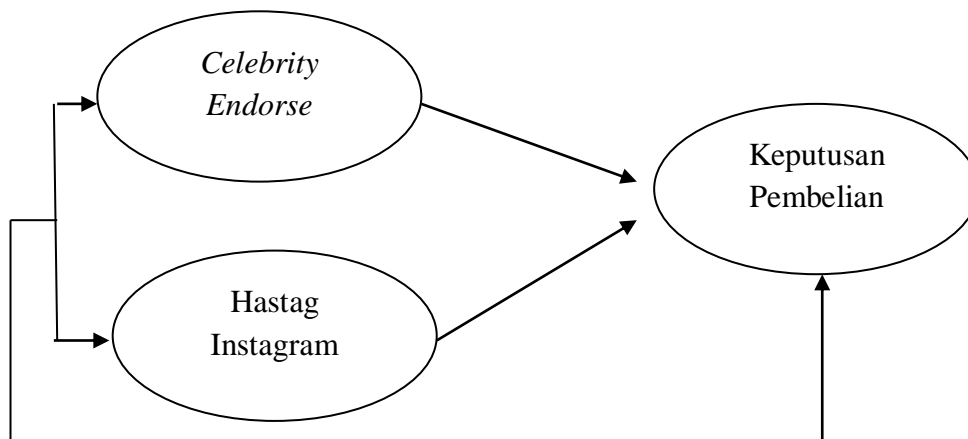 Celebrity
Endorse
Keputusan
Pembelian
Hastag
Instagram